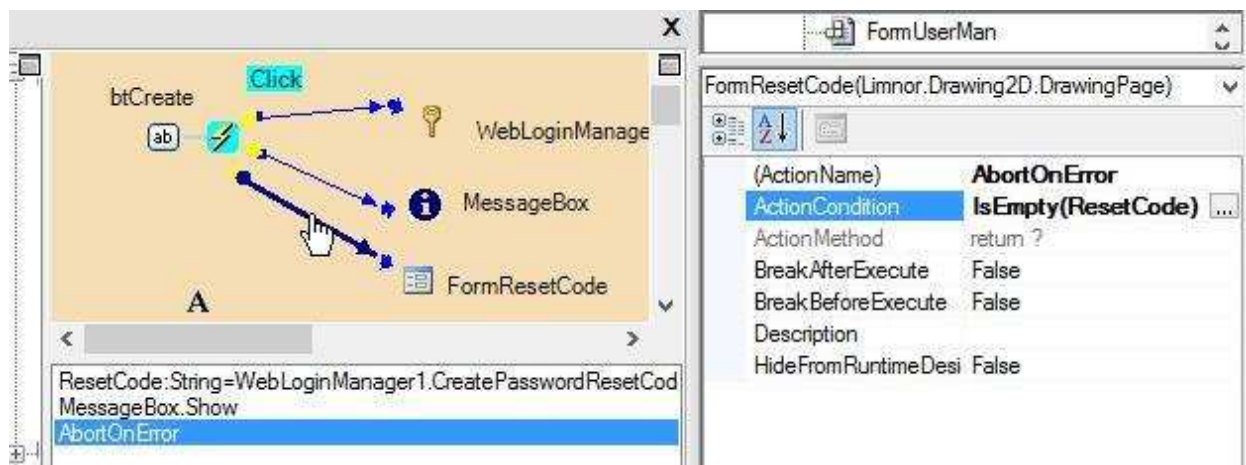 X
Click
btCreate
ab
WebLoginManage
MessageBox
FormResetCode
A
ResetCode:String=WebLoginManager1.CreatePasswordResetCod
MessageBox.Show
AbortOnError
FormUserMan
FormResetCode(Limnor.Drawing2D.DrawingPage)
A
Z
(ActionName) AbortOnError
ActionCondition IsEmpty(ResetCode) ...
ActionMethod return ?
BreakAfterExecute False
BreakBeforeExecute False
Description
HideFromRuntimeDesi False